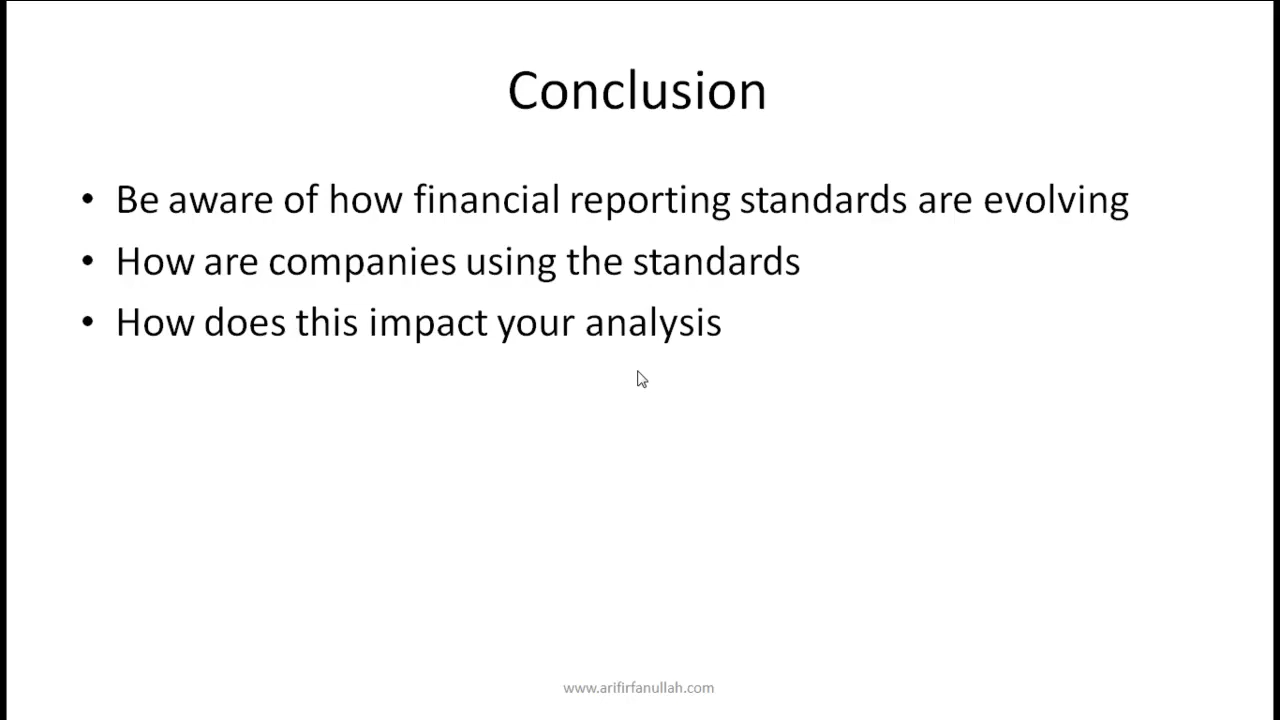 Conclusion
• Be aware of how financial reporting standards are evolving
• How are companies using the standards
• How does this impact your analysis
www.arifirfanullah.com